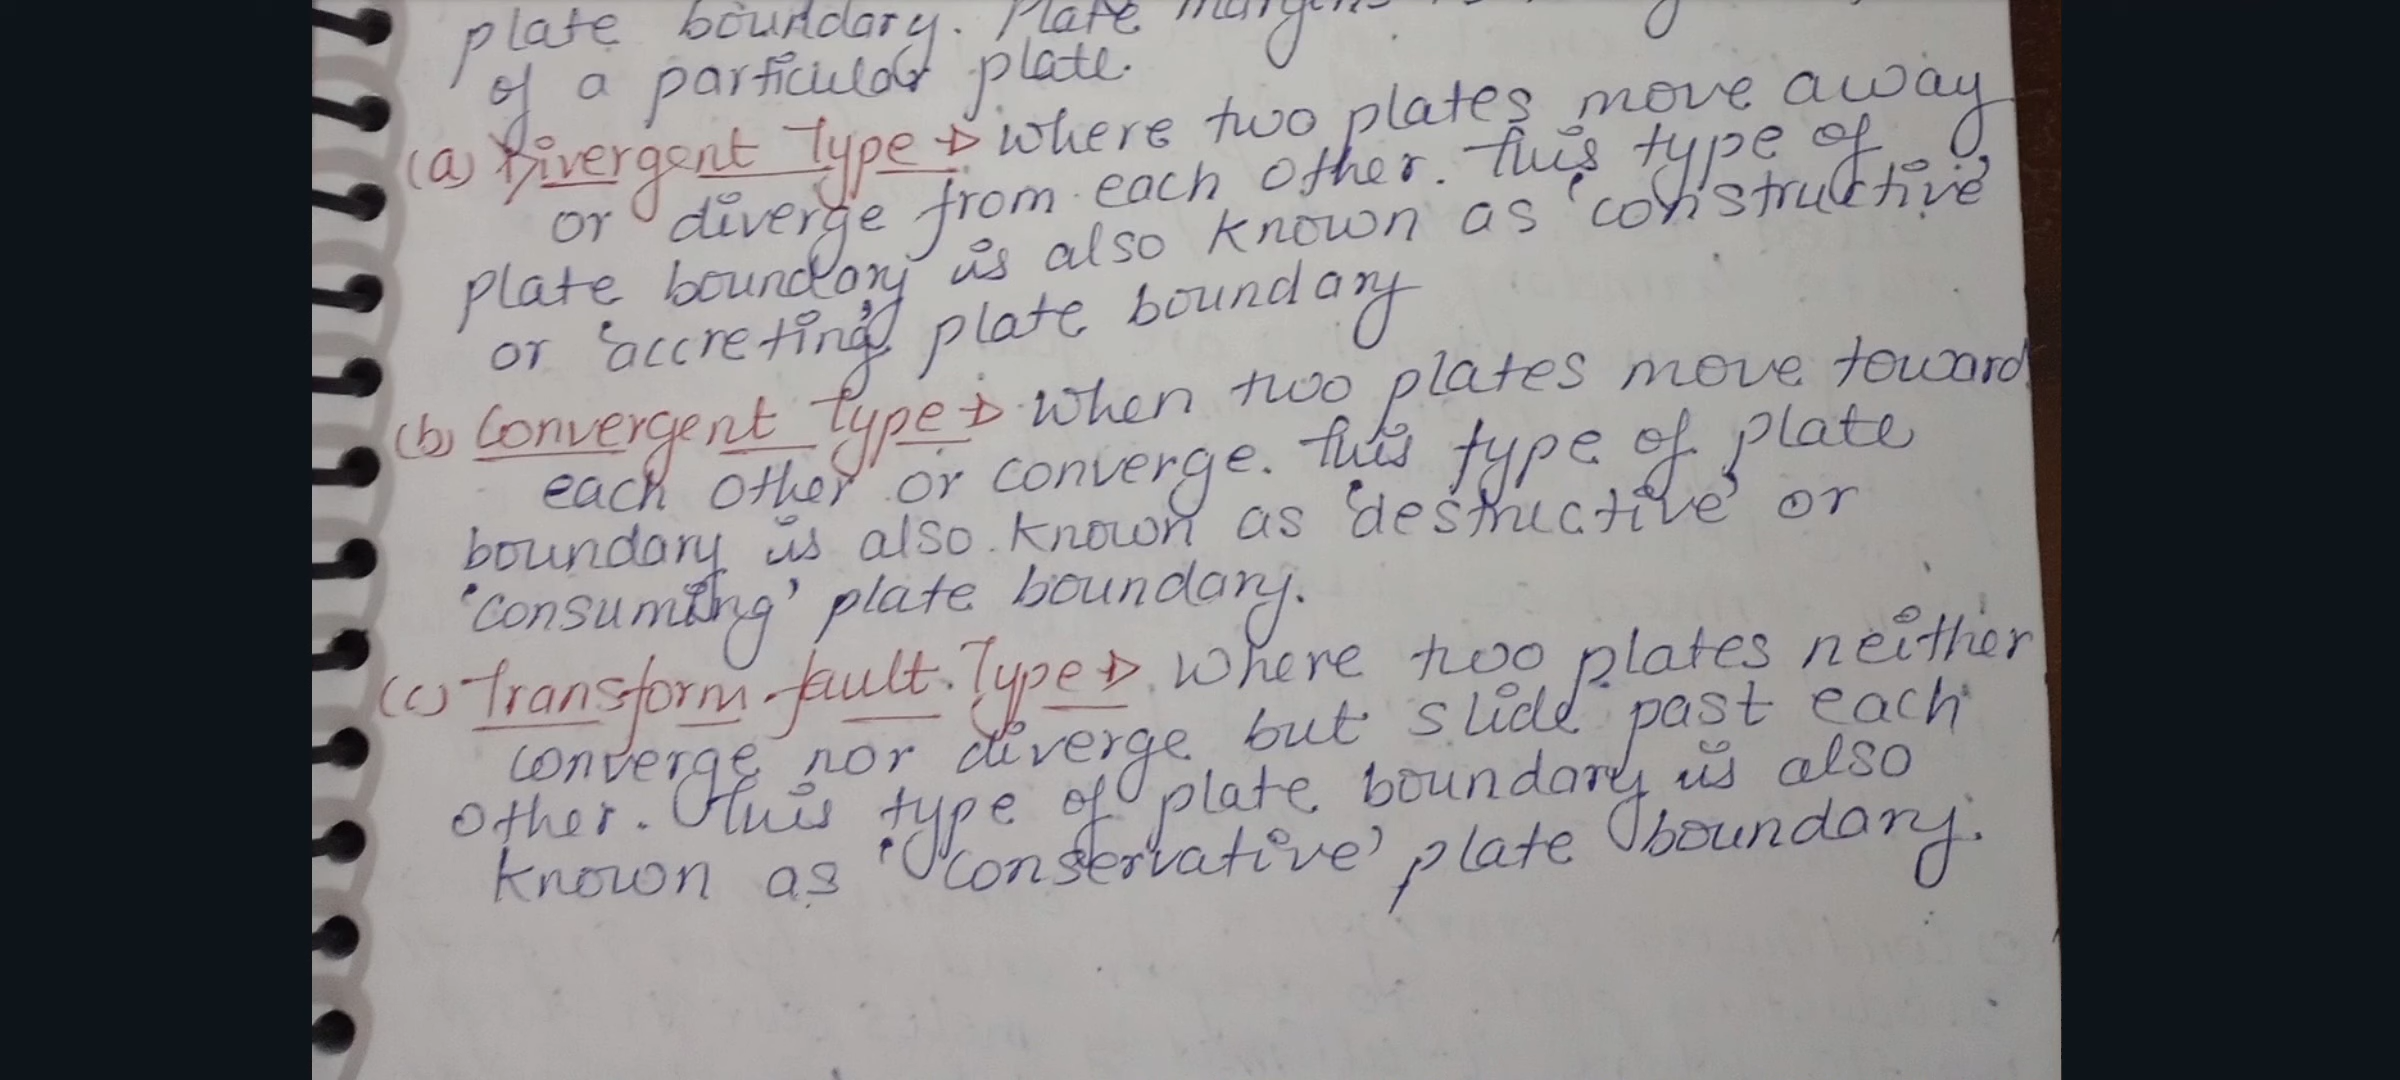 plate boundary. Plate margins
of a particular plate.
(a) Divergent Type → where two plates move away
or diverge from each other. This type of
plate boundary is also known as 'constructive'
or 'accreting' plate boundary
(b) Convergent Type → when two plates move toward
each other or converge. This type of plate
boundary is also known as 'destructive' or
'consuming' plate boundary.
(c) Transform fault Type → where two plates neither
converge nor diverge but slide past each
other. This type of plate boundary is also
known as 'conservative' plate boundary.